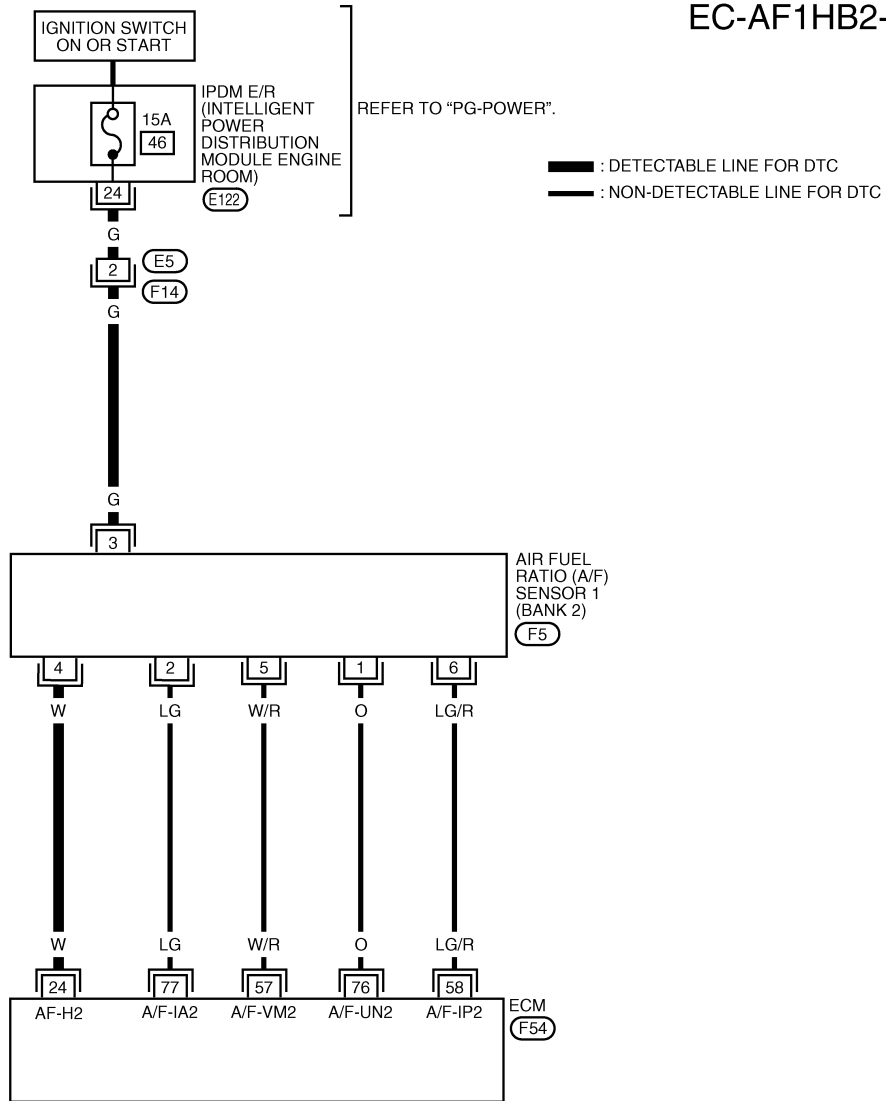 EC-AF1HB2-
IGNITION SWITCH
ON OR START
IPDM E/R
(INTELLIGENT
POWER
DISTRIBUTION
MODULE ENGINE
ROOM)
E122
15A
46
REFER TO “PG-POWER”.
: DETECTABLE LINE FOR DTC
: NON-DETECTABLE LINE FOR DTC
24
G
2
E5
F14
G
G
3
AIR FUEL
RATIO (A/F)
SENSOR 1
(BANK 2)
F5
4 2 5 1 6
W LG W/R O LG/R
W LG W/R O LG/R
24 77 57 76 58
AF-H2 A/F-IA2 A/F-VM2 A/F-UN2 A/F-IP2
ECM
F54